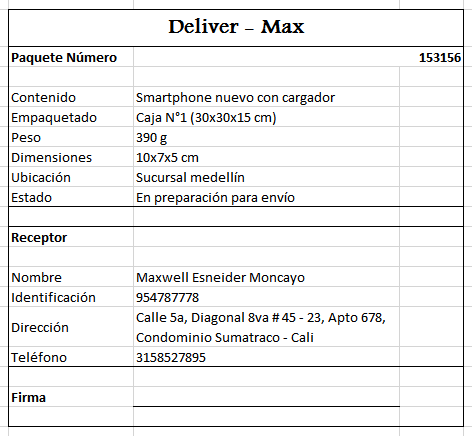 Deliver – Max
Paquete Número 153156
Contenido Smartphone nuevo con cargador
Empaquetado Caja N°1 (30x30x15 cm)
Peso 390 g
Dimensiones 10x7x5 cm
Ubicación Sucursal medellín
Estado En preparación para envío
Receptor
Nombre Maxwell Esneider Moncayo
Identificación 954787778
Dirección Calle 5a, Diagonal 8va # 45 - 23, Apto 678,
Condominio Sumatraco - Cali
Teléfono 3158527895
Firma